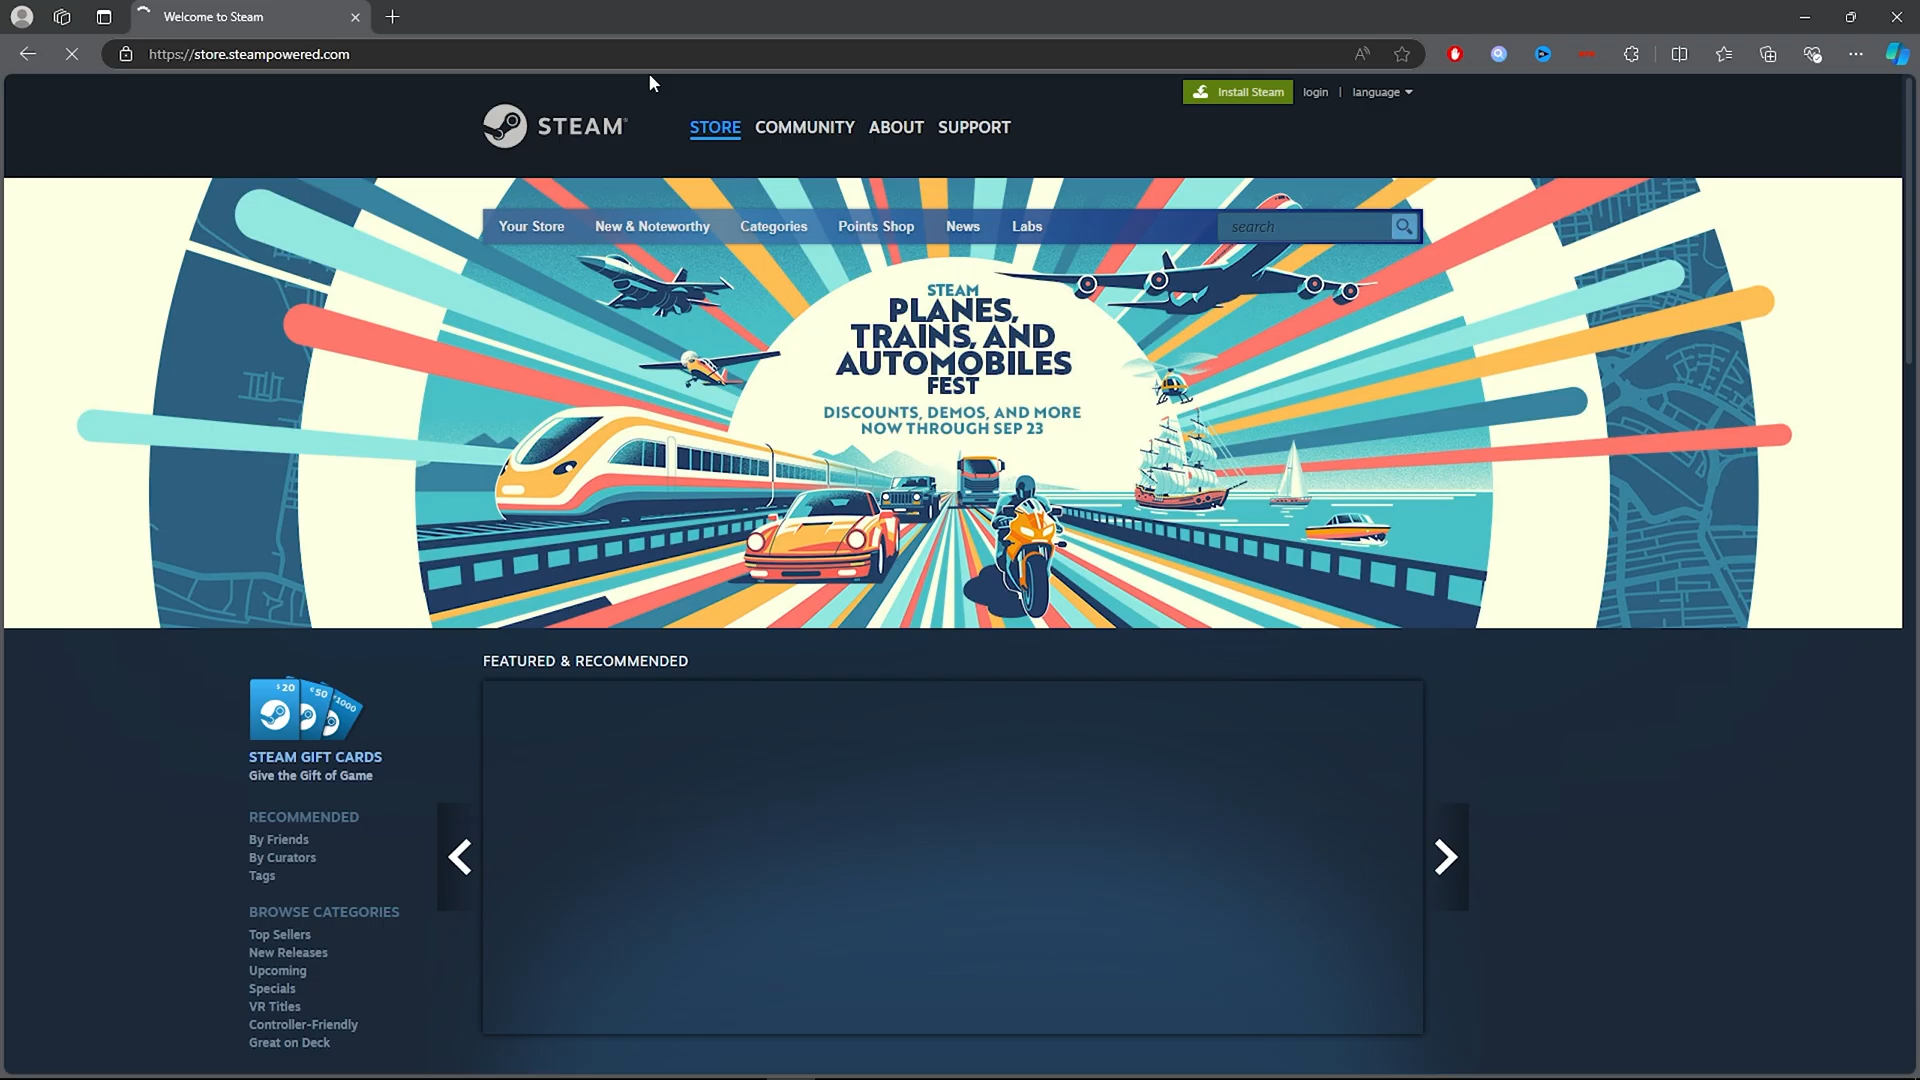 Welcome to Steam
https://store.steampowered.com
Install Steam
login | language
STEAM
STORE COMMUNITY ABOUT SUPPORT
Your Store New & Noteworthy Categories Points Shop News Labs
search
STEAM
PLANES,
TRAINS, AND
AUTOMOBILES
FEST
DISCOUNTS, DEMOS, AND MORE
NOW THROUGH SEP 23
FEATURED & RECOMMENDED
$20
€50
1000
STEAM GIFT CARDS
Give the Gift of Game
RECOMMENDED
By Friends
By Curators
Tags
BROWSE CATEGORIES
Top Sellers
New Releases
Upcoming
Specials
VR Titles
Controller-Friendly
Great on Deck